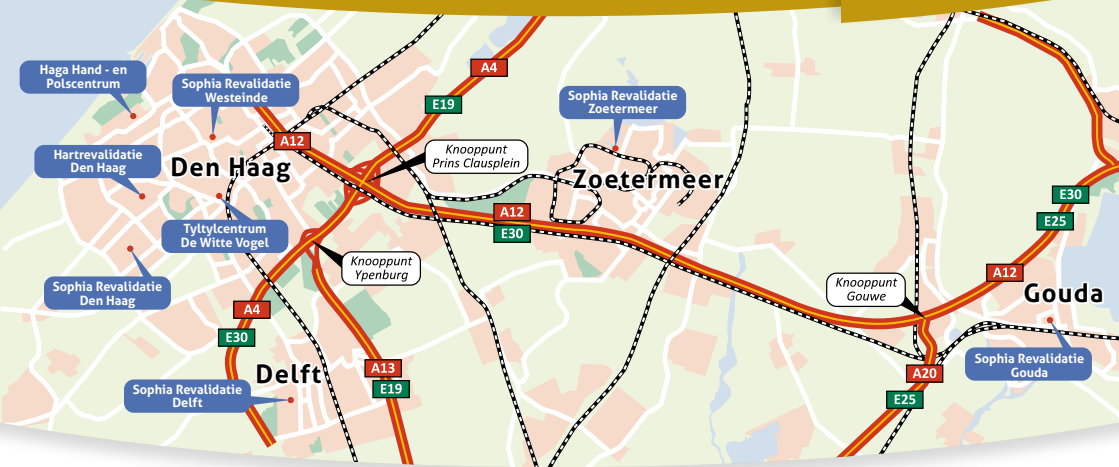 A4
Haga Hand - en
Polscentrum
Sophia Revalidatie
Westeinde
E19
Sophia Revalidatie
Zoetermeer
A12
Knooppunt
Prins Clausplein
Hartrevalidatie
Den Haag
Den Haag
Zoetermeer
E30
E25
Tyltylcentrum
De Witte Vogel
A12
E30
Knooppunt
Ypenburg
A12
Sophia Revalidatie
Den Haag
Knooppunt
Gouwe
Gouda
A4
E30
Sophia Revalidatie
Gouda
A13
E19
Delft
A20
E25
Sophia Revalidatie
Delft